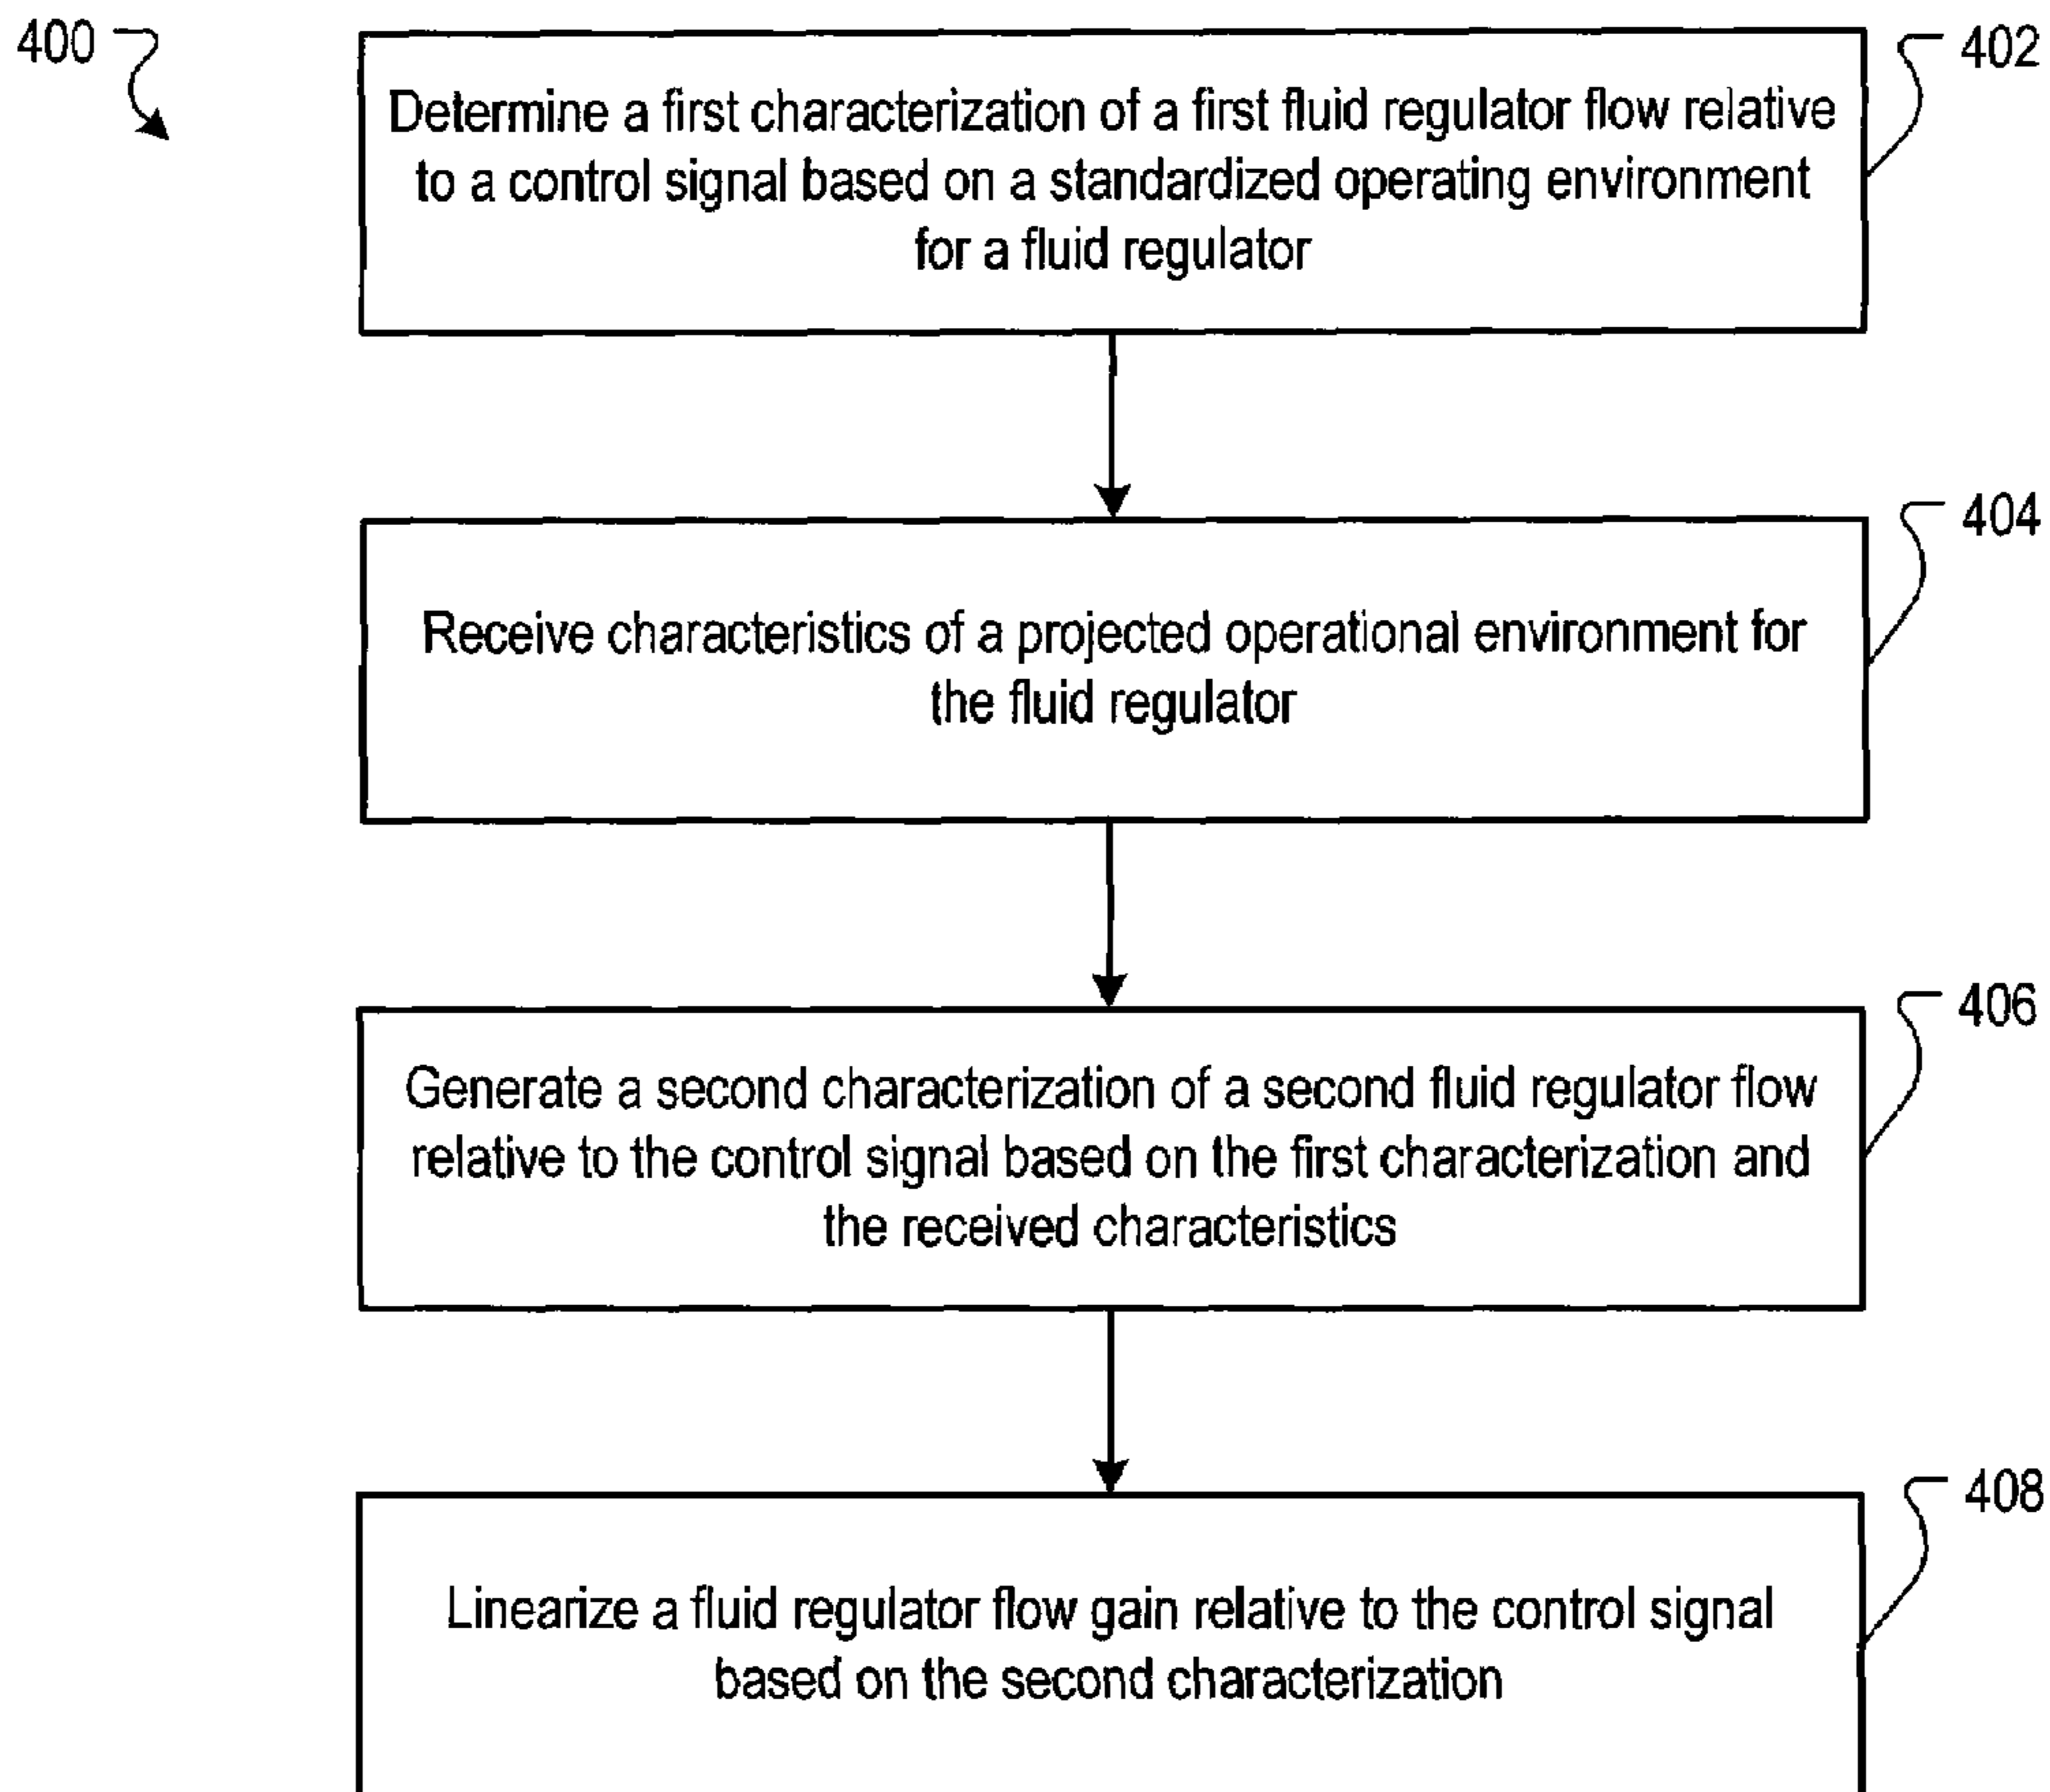 400
402
Determine a first characterization of a first fluid regulator flow relative
to a control signal based on a standardized operating environment
for a fluid regulator
404
Receive characteristics of a projected operational environment for
the fluid regulator
406
Generate a second characterization of a second fluid regulator flow
relative to the control signal based on the first characterization and
the received characteristics
408
Linearize a fluid regulator flow gain relative to the control signal
based on the second characterization